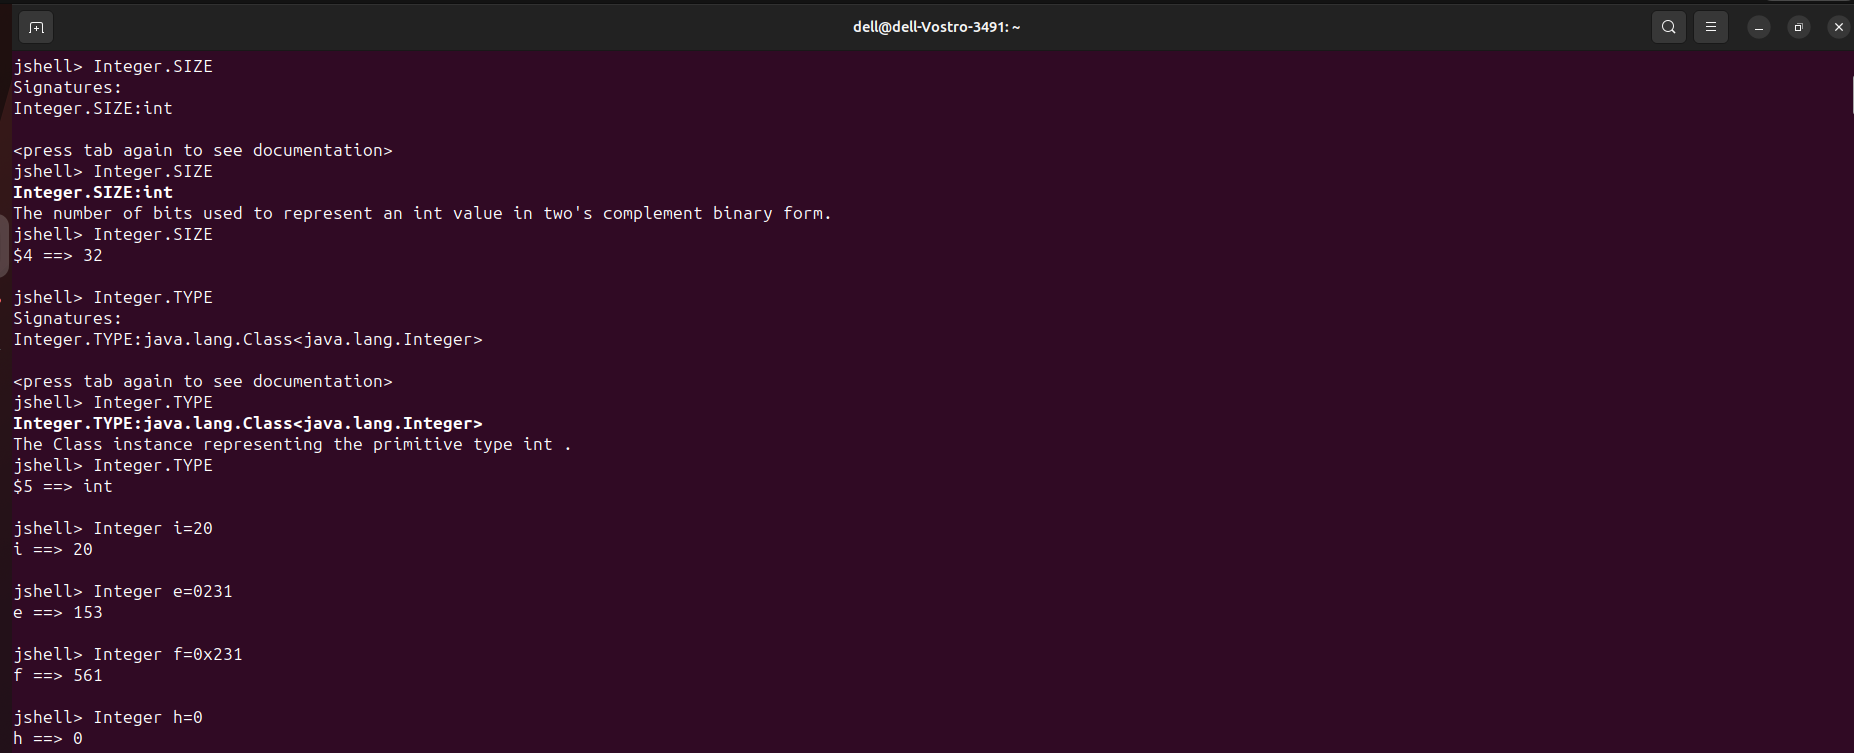 dell@dell-Vostro-3491: ~
jshell> Integer.SIZE
Signatures:
Integer.SIZE:int
<press tab again to see documentation>
jshell> Integer.SIZE
Integer.SIZE:int
The number of bits used to represent an int value in two's complement binary form.
jshell> Integer.SIZE
$4 ==> 32
jshell> Integer.TYPE
Signatures:
Integer.TYPE:java.lang.Class<java.lang.Integer>
<press tab again to see documentation>
jshell> Integer.TYPE
Integer.TYPE:java.lang.Class<java.lang.Integer>
The Class instance representing the primitive type int .
jshell> Integer.TYPE
$5 ==> int
jshell> Integer i=20
i ==> 20
jshell> Integer e=0231
e ==> 153
jshell> Integer f=0x231
f ==> 561
jshell> Integer h=0
h ==> 0